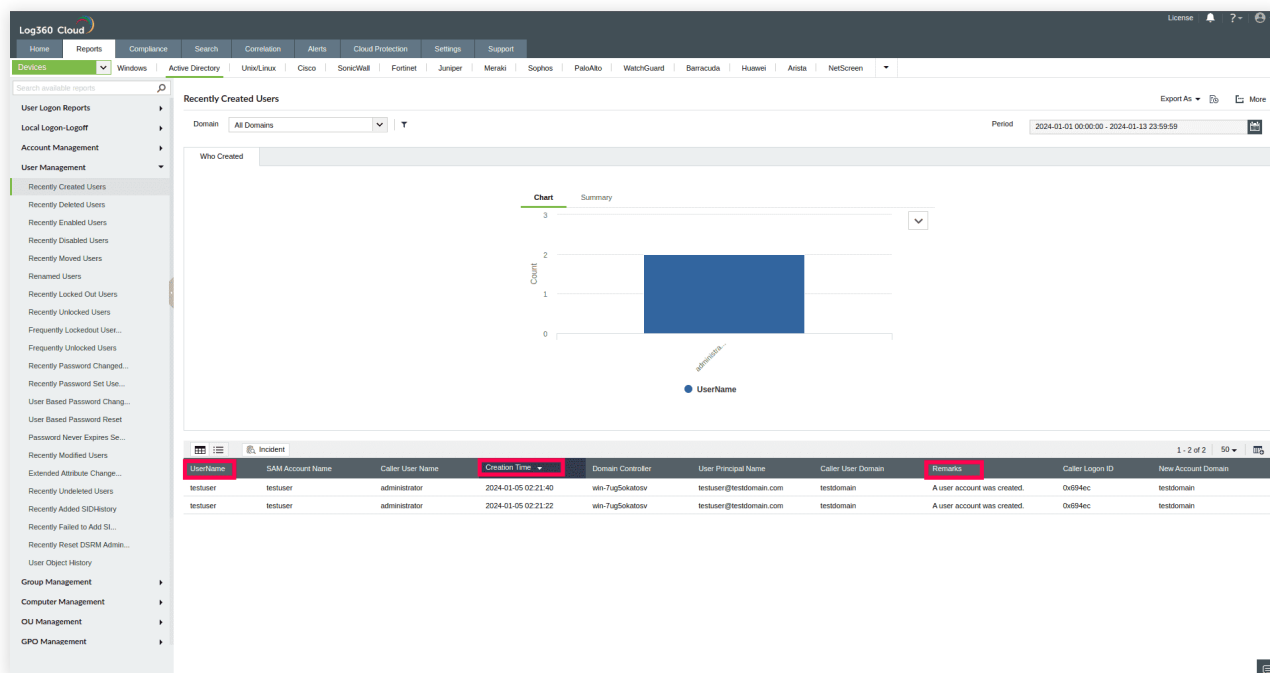 License ?
Log360 Cloud
Home Reports Compliance Search Correlation Alerts Cloud Protection Settings Support
Devices Windows Active Directory Unix/Linux Cisco SonicWall Fortinet Juniper Meraki Sophos PaloAlto WatchGuard Barracuda Huawei Arista NetScreen
Search available reports
User Logon Reports
Local Logon-Logoff
Account Management
User Management
Recently Created Users
Recently Deleted Users
Recently Enabled Users
Recently Disabled Users
Recently Moved Users
Renamed Users
Recently Locked Out Users
Recently Unlocked Users
Frequently Lockedout User...
Frequently Unlocked Users
Recently Password Changed...
Recently Password Set Use...
User Based Password Chang...
User Based Password Reset
Password Never Expires Se...
Recently Modified Users
Extended Attribute Change...
Recently Undeleted Users
Recently Added SIDHistory
Recently Failed to Add SI...
Recently Reset DSRM Admin...
User Object History
Group Management
Computer Management
OU Management
GPO Management
Recently Created Users
Export As More
Domain All Domains
Period 2024-01-01 00:00:00 - 2024-01-13 23:59:59
Who Created
Chart Summary
3
2
1
0
Count
administra...
UserName
Incident
1 - 2 of 2 50
UserName SAM Account Name Caller User Name Creation Time Domain Controller User Principal Name Caller User Domain Remarks Caller Logon ID New Account Domain
testuser testuser administrator 2024-01-05 02:21:40 win-7ug5okatosv testuser@testdomain.com testdomain A user account was created. 0x694ec testdomain
testuser testuser administrator 2024-01-05 02:21:22 win-7ug5okatosv testuser@testdomain.com testdomain A user account was created. 0x694ec testdomain